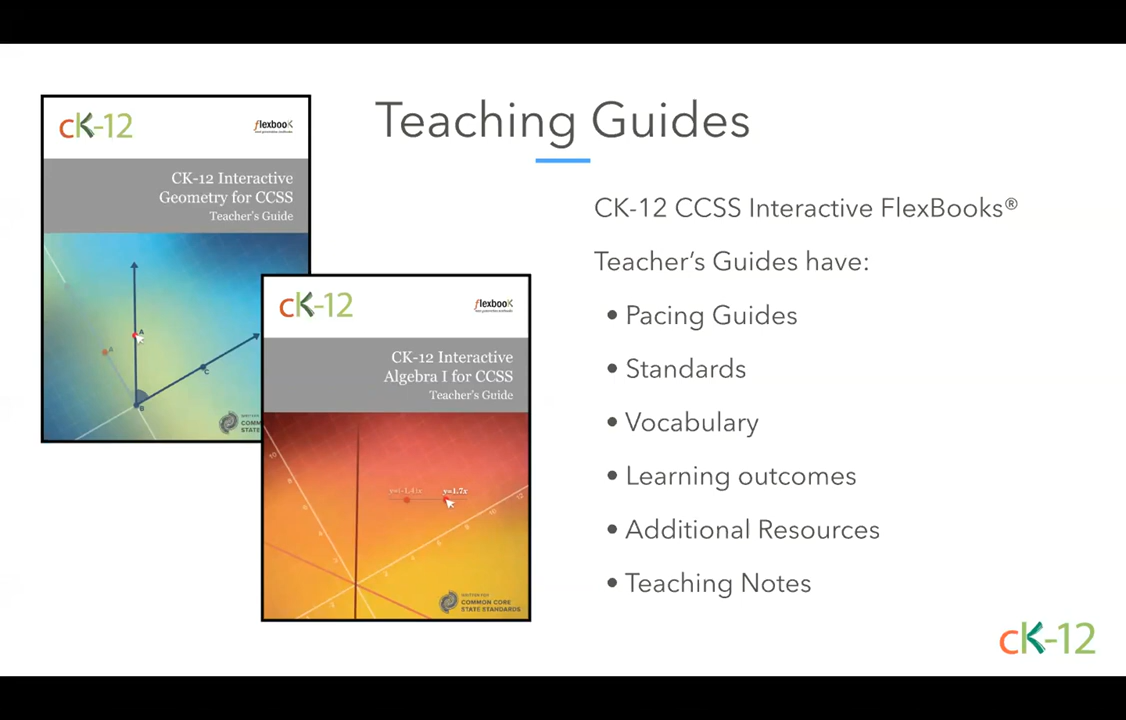 Teaching Guides
cK-12
flexbook
CK-12 Interactive
Geometry for CCSS
Teacher's Guide
A
C
B
cK-12
flexbook
CK-12 Interactive
Algebra I for CCSS
Teacher's Guide
y=1.7x
WRITTEN FOR
COMMON CORE
STATE STANDARDS
CK-12 CCSS Interactive FlexBooks®
Teacher's Guides have:
• Pacing Guides
• Standards
• Vocabulary
• Learning outcomes
• Additional Resources
• Teaching Notes
cK-12